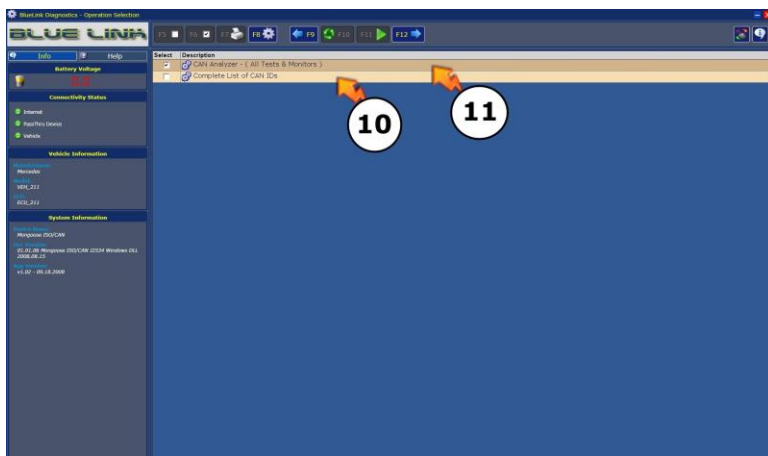 BlueLink Diagnostics - Operation Selection
BLUE LINK
F5 F6 F7 F8 F9 F10 F11 F12
Info Help
Select Description
CAN Analyzer - ( All Tests & Monitors )
Complete List of CAN IDs
10
11
Battery Voltage
Connectivity Status
Internet
PassThru Device
Vehicle
Vehicle Information
Mercedes
VEH_211
ECU_211
System Information
Mongoose ISO/CAN
01.01.06 Mongoose ISO/CAN J2534 Windows DLL
2008.08.15
v1.02 - 09.18.2008